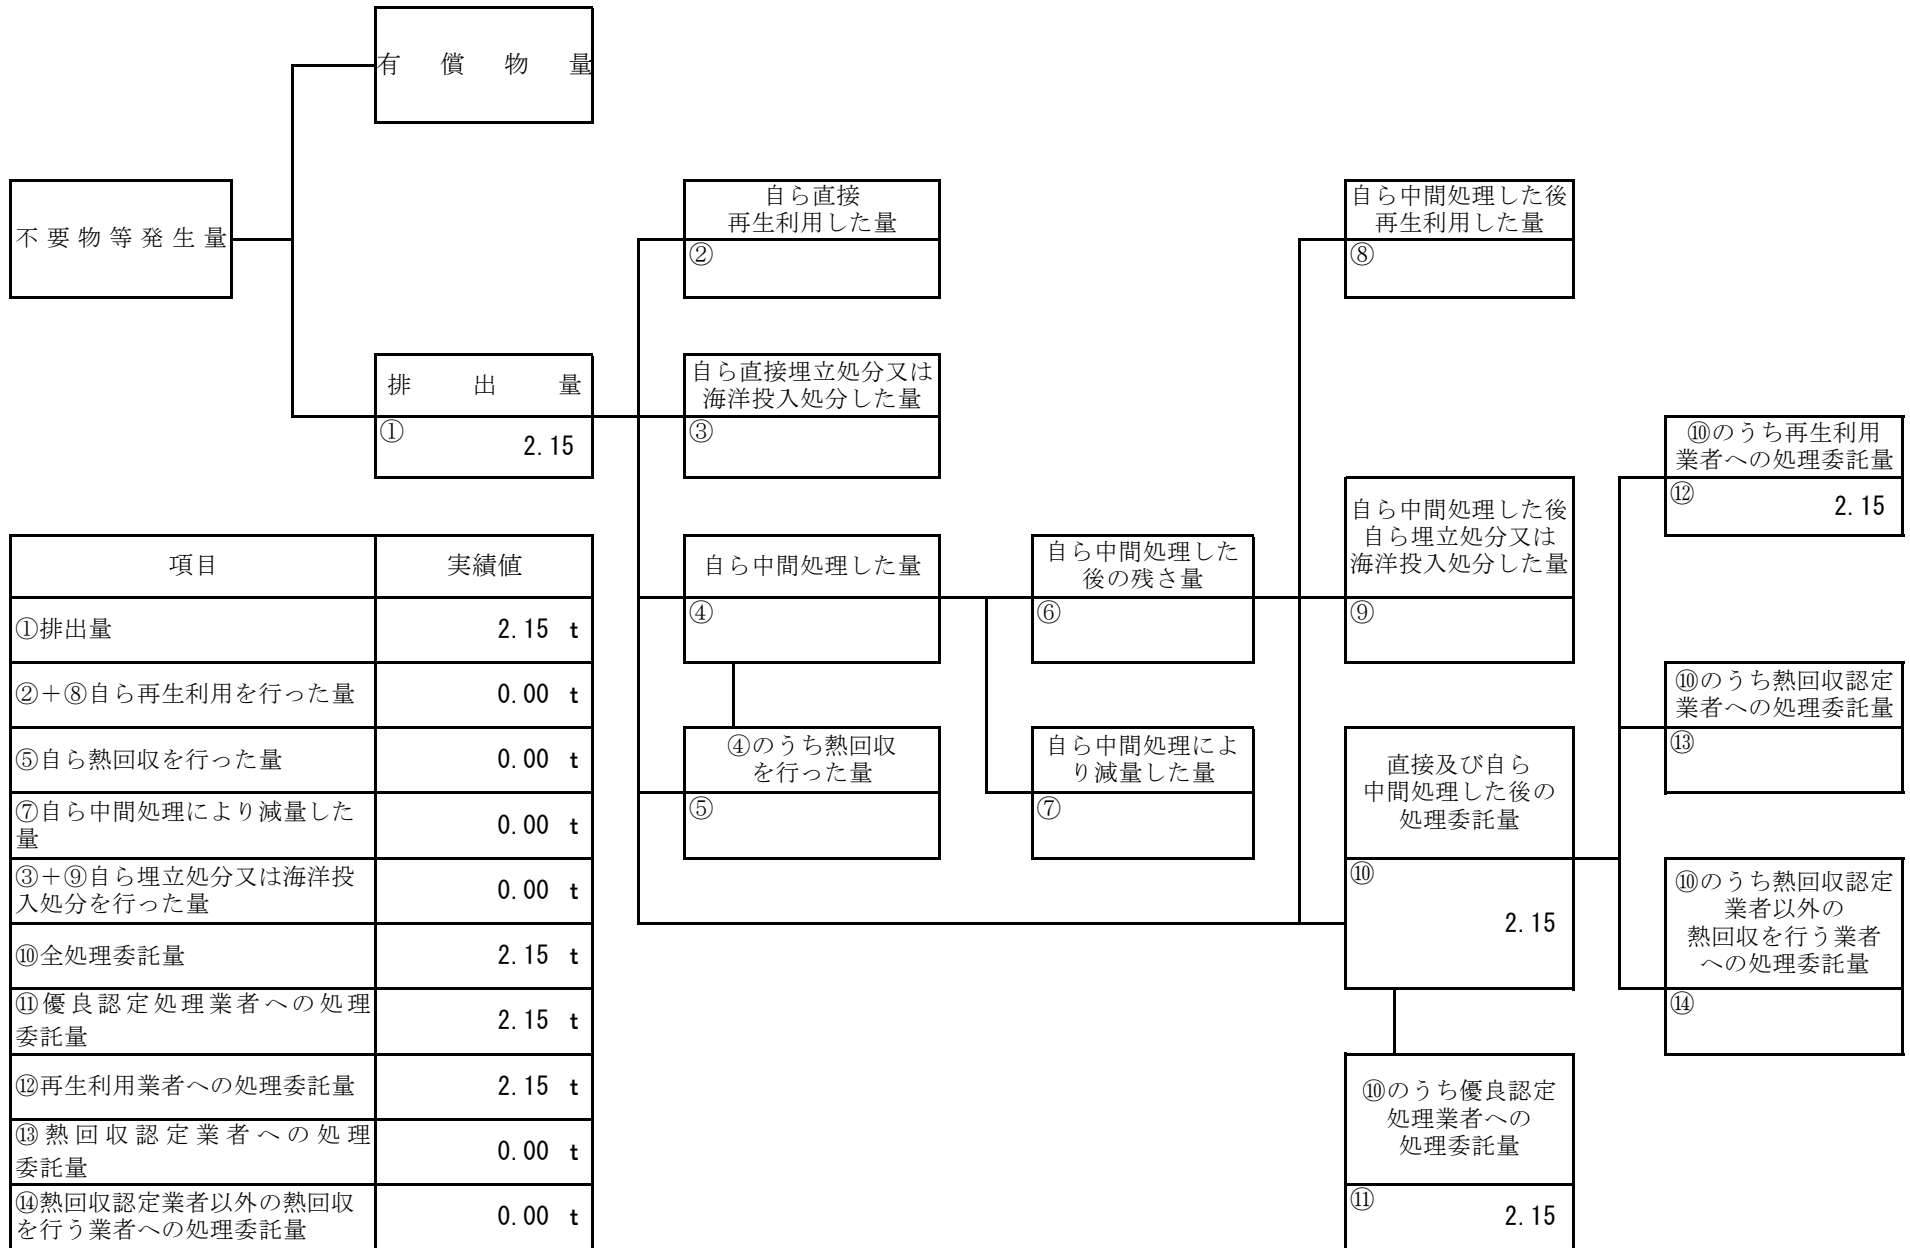 有償物量
不要物等発生量
排出量
①
2.15
自ら直接
再生利用した量
②
自ら直接埋立処分又は
海洋投入処分した量
③
自ら中間処理した量
④
④のうち熱回収
を行った量
⑤
自ら中間処理した
後の残さ量
⑥
自ら中間処理によ
り減量した量
⑦
自ら中間処理した後
再生利用した量
⑧
自ら中間処理した後
自ら埋立処分又は
海洋投入処分した量
⑨
直接及び自ら
中間処理した後の
処理委託量
⑩
2.15
⑩のうち優良認定
処理業者への
処理委託量
⑪
2.15
⑩のうち再生利用
業者への処理委託量
⑫
2.15
⑩のうち熱回収認定
業者への処理委託量
⑬
⑩のうち熱回収認定
業者以外の
熱回収を行う業者
への処理委託量
⑭
項目 実績値
①排出量 2.15 t
②+⑧自ら再生利用を行った量 0.00 t
⑤自ら熱回収を行った量 0.00 t
⑦自ら中間処理により減量した
量 0.00 t
③+⑨自ら埋立処分又は海洋投
入処分を行った量 0.00 t
⑩全処理委託量 2.15 t
⑪優良認定処理業者への処理
委託量 2.15 t
⑫再生利用業者への処理委託量 2.15 t
⑬熱回収認定業者への処理
委託量 0.00 t
⑭熱回収認定業者以外の熱回収
を行う業者への処理委託量 0.00 t